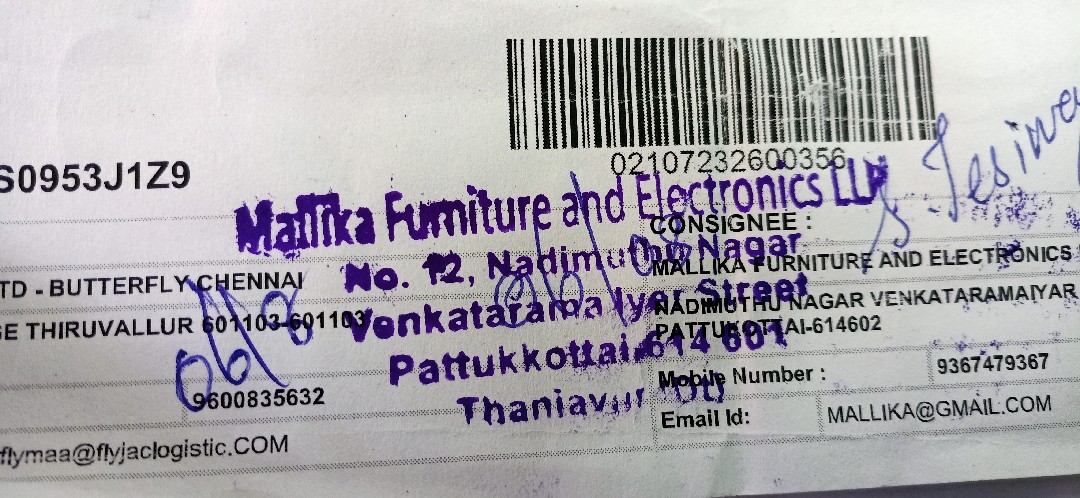 02107232600356
S0953J1Z9
Mallika Furniture and Electronics LLP
No. 12, Nadimuthu Nagar
Venkatarama Iyer Street
Pattukkottai-614 601
Thanjavur
TD - BUTTERFLY CHENNAI
GE THIRUVALLUR 601103-601103
9600835632
flymaa@flyjaclogistic.COM
CONSIGNEE :
MALLIKA FURNITURE AND ELECTRONICS
NADIMUTHU NAGAR VENKATARAMAIYAR
PATTUKOTTAI-614602
Mobile Number :
9367479367
Email Id:
MALLIKA@GMAIL.COM